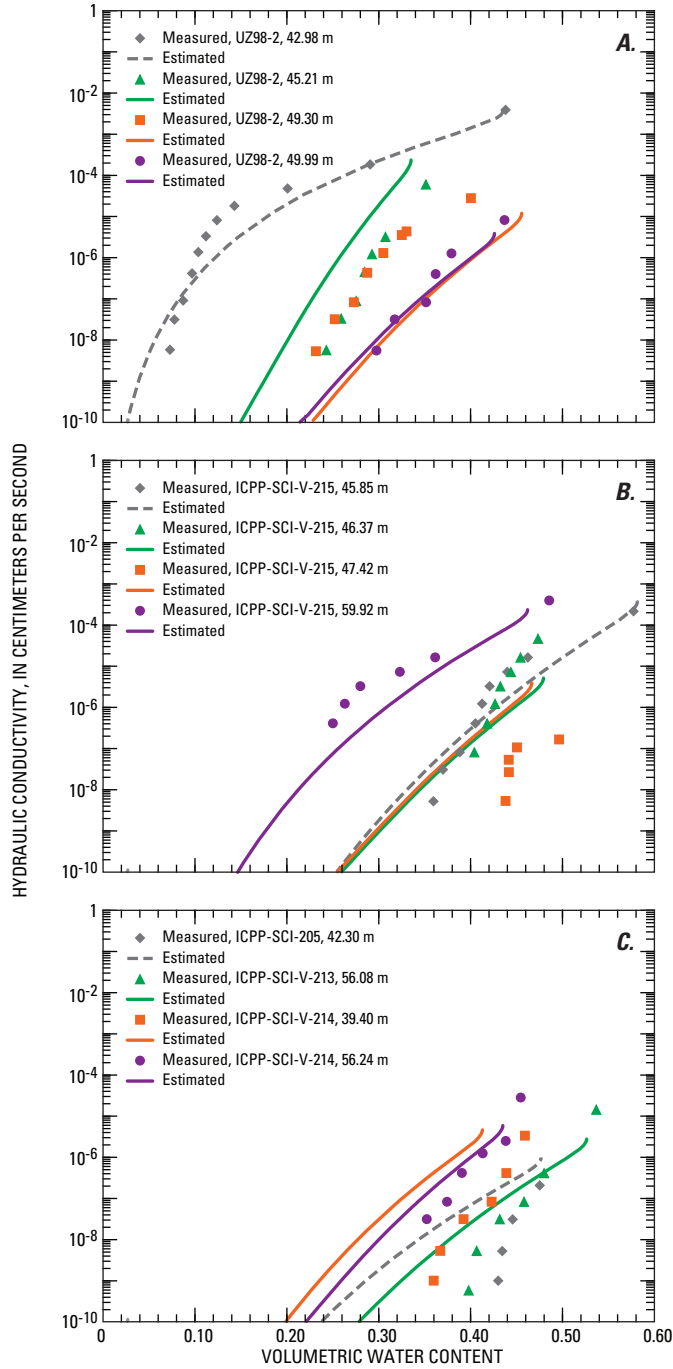 HYDRAULIC CONDUCTIVITY, IN CENTIMETERS PER SECOND
A.
Measured, UZ98-2, 42.98 m
Estimated
Measured, UZ98-2, 45.21 m
Estimated
Measured, UZ98-2, 49.30 m
Estimated
Measured, UZ98-2, 49.99 m
Estimated
1
10-2
10-4
10-6
10-8
10-10
B.
Measured, ICPP-SCI-V-215, 45.85 m
Estimated
Measured, ICPP-SCI-V-215, 46.37 m
Estimated
Measured, ICPP-SCI-V-215, 47.42 m
Estimated
Measured, ICPP-SCI-V-215, 59.92 m
Estimated
1
10-2
10-4
10-6
10-8
10-10
C.
Measured, ICPP-SCI-205, 42.30 m
Estimated
Measured, ICPP-SCI-V-213, 56.08 m
Estimated
Measured, ICPP-SCI-V-214, 39.40 m
Estimated
Measured, ICPP-SCI-V-214, 56.24 m
Estimated
1
10-2
10-4
10-6
10-8
10-10
0 0.10 0.20 0.30 0.40 0.50 0.60
VOLUMETRIC WATER CONTENT